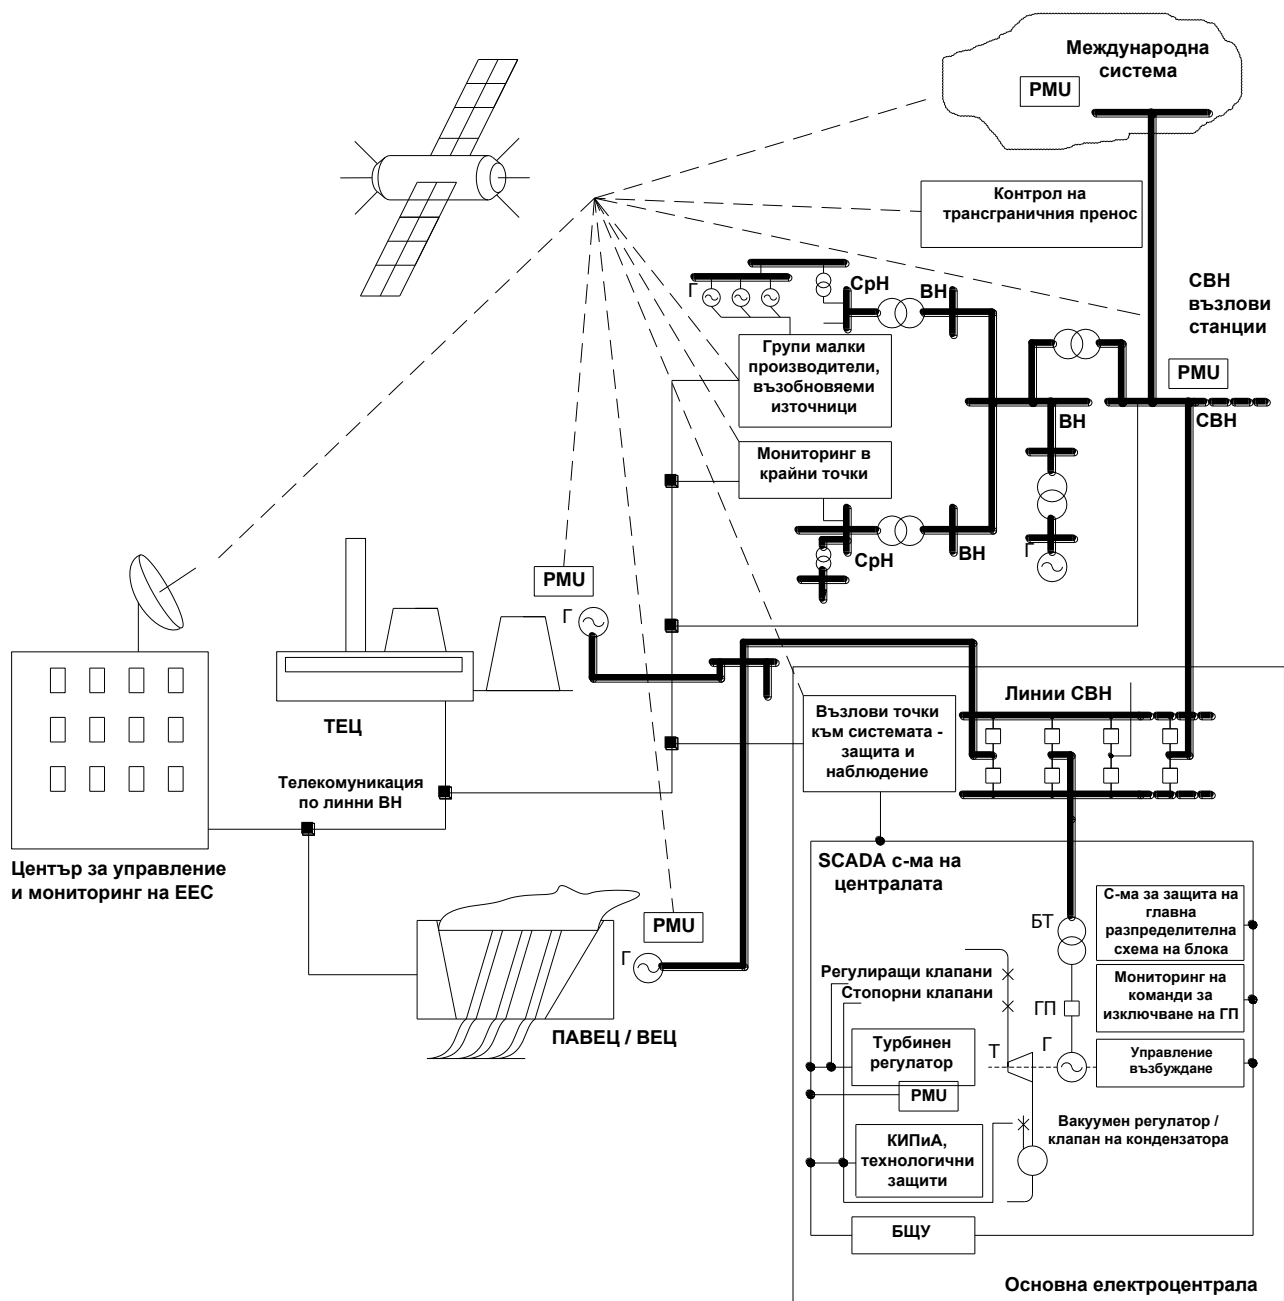 Международна
система
PMU
Контрол на
трансграничния пренос
СВН
възлови
станции
PMU
СВН
Г
СрН
ВН
Групи малки
производители,
възобновяеми
източници
ВН
Мониторинг в
крайни точки
СрН
ВН
Г
PMU
Г
ТЕЦ
Телекомуникация
по линни ВН
Център за управление
и мониторинг на ЕЕС
PMU
Г
ПАВЕЦ / ВЕЦ
Възлови точки
към системата -
защита и
наблюдение
Линии СВН
SCADA с-ма на
централата
БТ
С-ма за защита на
главна
разпределителна
схема на блока
Регулиращи клапани
Стопорни клапани
Мониторинг на
команди за
изключване на ГП
ГП
Турбинен
регулатор
Т
Г
Управление
възбуждане
PMU
Вакуумен регулатор /
клапан на кондензатора
КИПиА,
технологични
защити
БЩУ
Основна електроцентрала